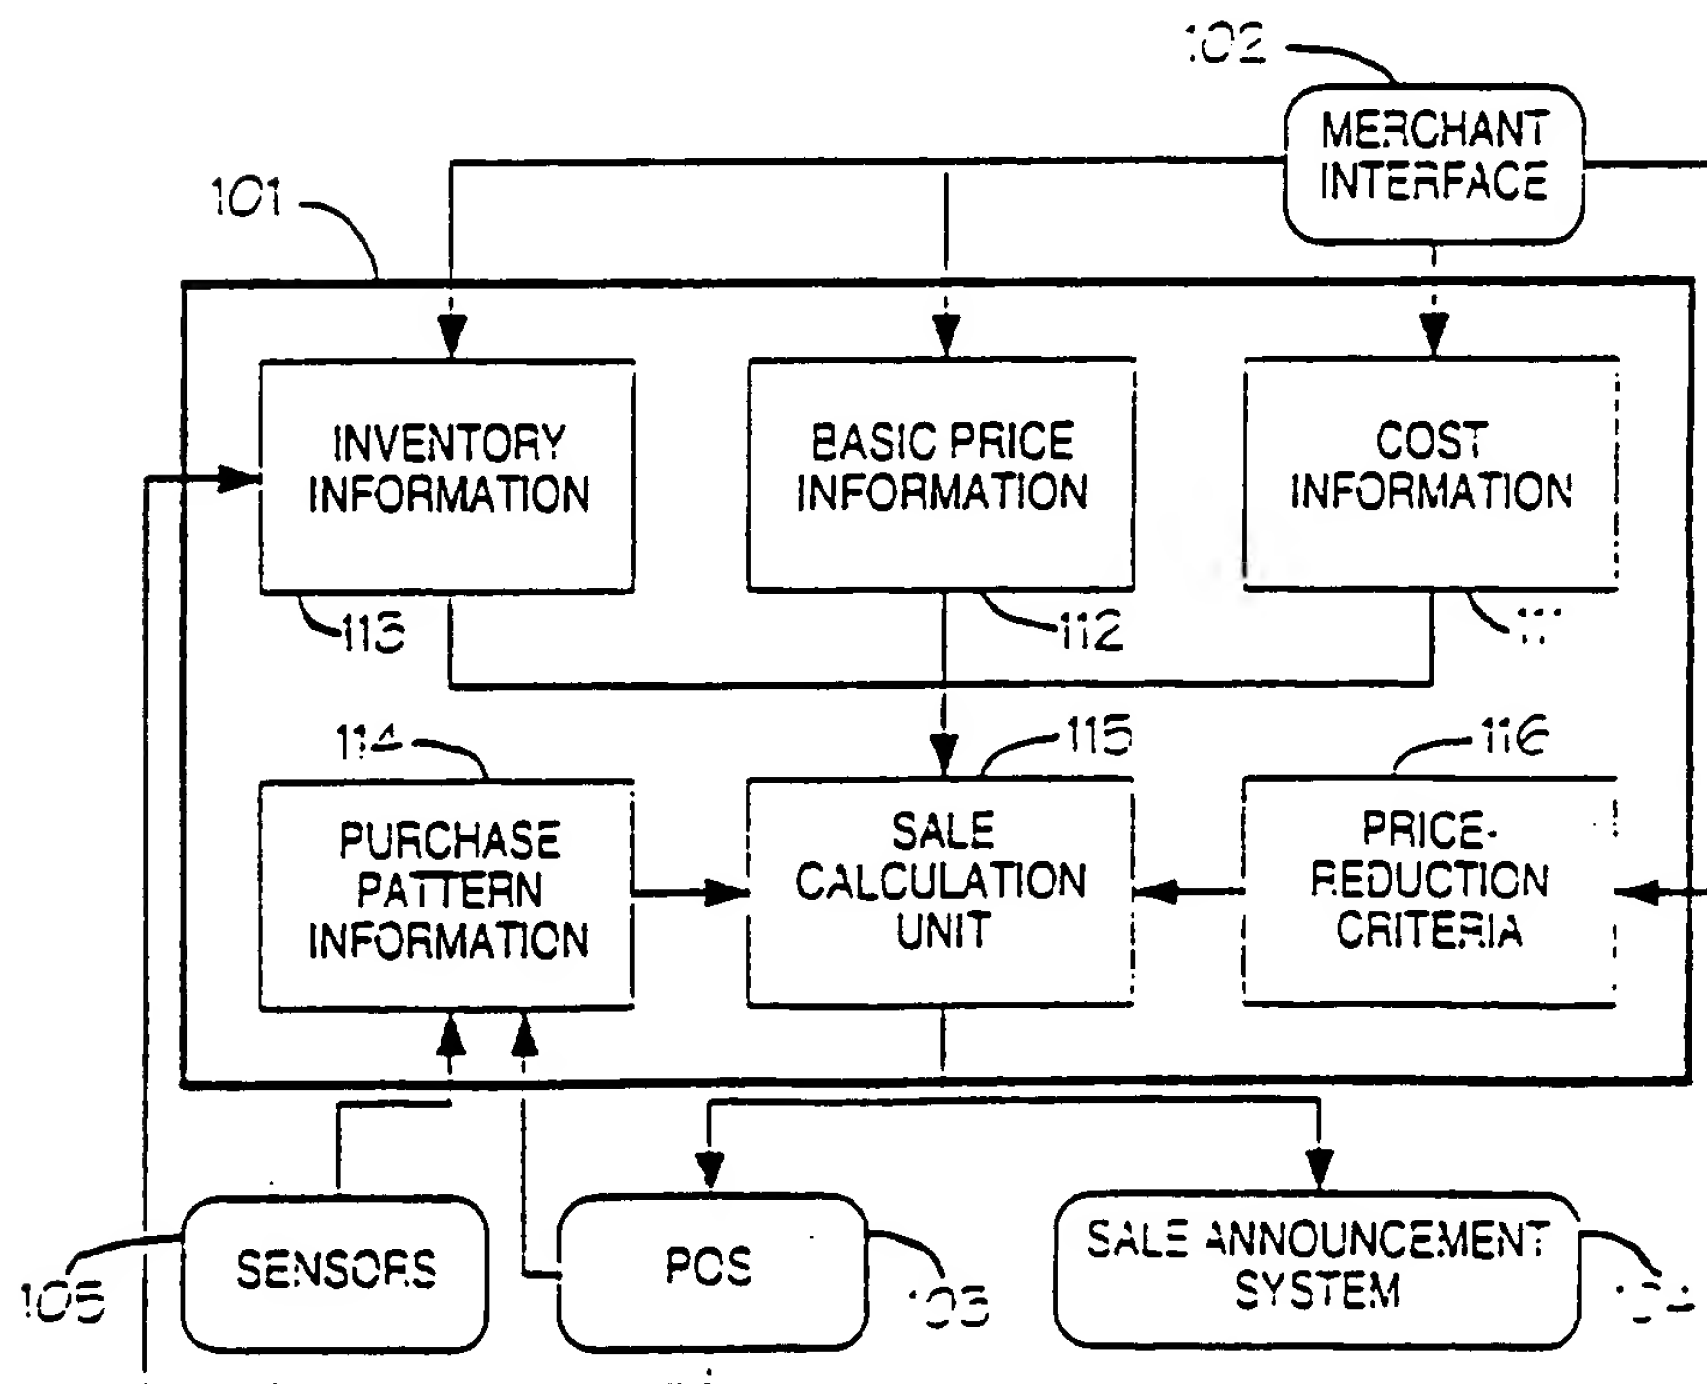 102
MERCHANT
INTERFACE
101
INVENTORY
INFORMATION
BASIC PRICE
INFORMATION
COST
INFORMATION
113
112
114
115
116
PURCHASE
PATTERN
INFORMATION
SALE
CALCULATION
UNIT
PRICE-
REDUCTION
CRITERIA
SENSORS
POS
SALE ANNOUNCEMENT
SYSTEM
105
103